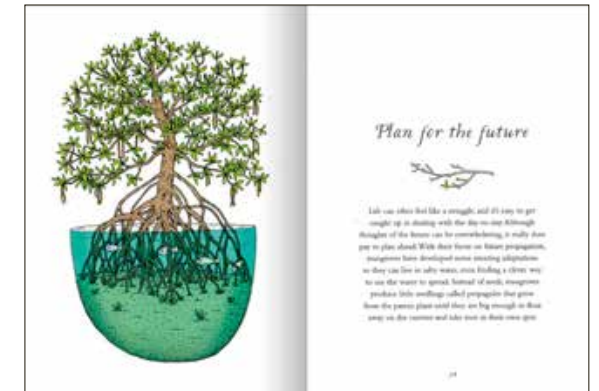 Plan for the future
Life can often feel like a struggle, and it's easy to get
caught up in dealing with the day-to-day. Although
thoughts of the future can be overwhelming, it really does
pay to plan ahead. With their focus on future propagation,
mangroves have developed some amazing adaptations
so they can live in salty water, even finding a clever way
to use the water to spread. Instead of seeds, mangroves
produce little seedlings called propagules that grow
from the parent plant until they are big enough to float
away on the current and take root in their own spot.